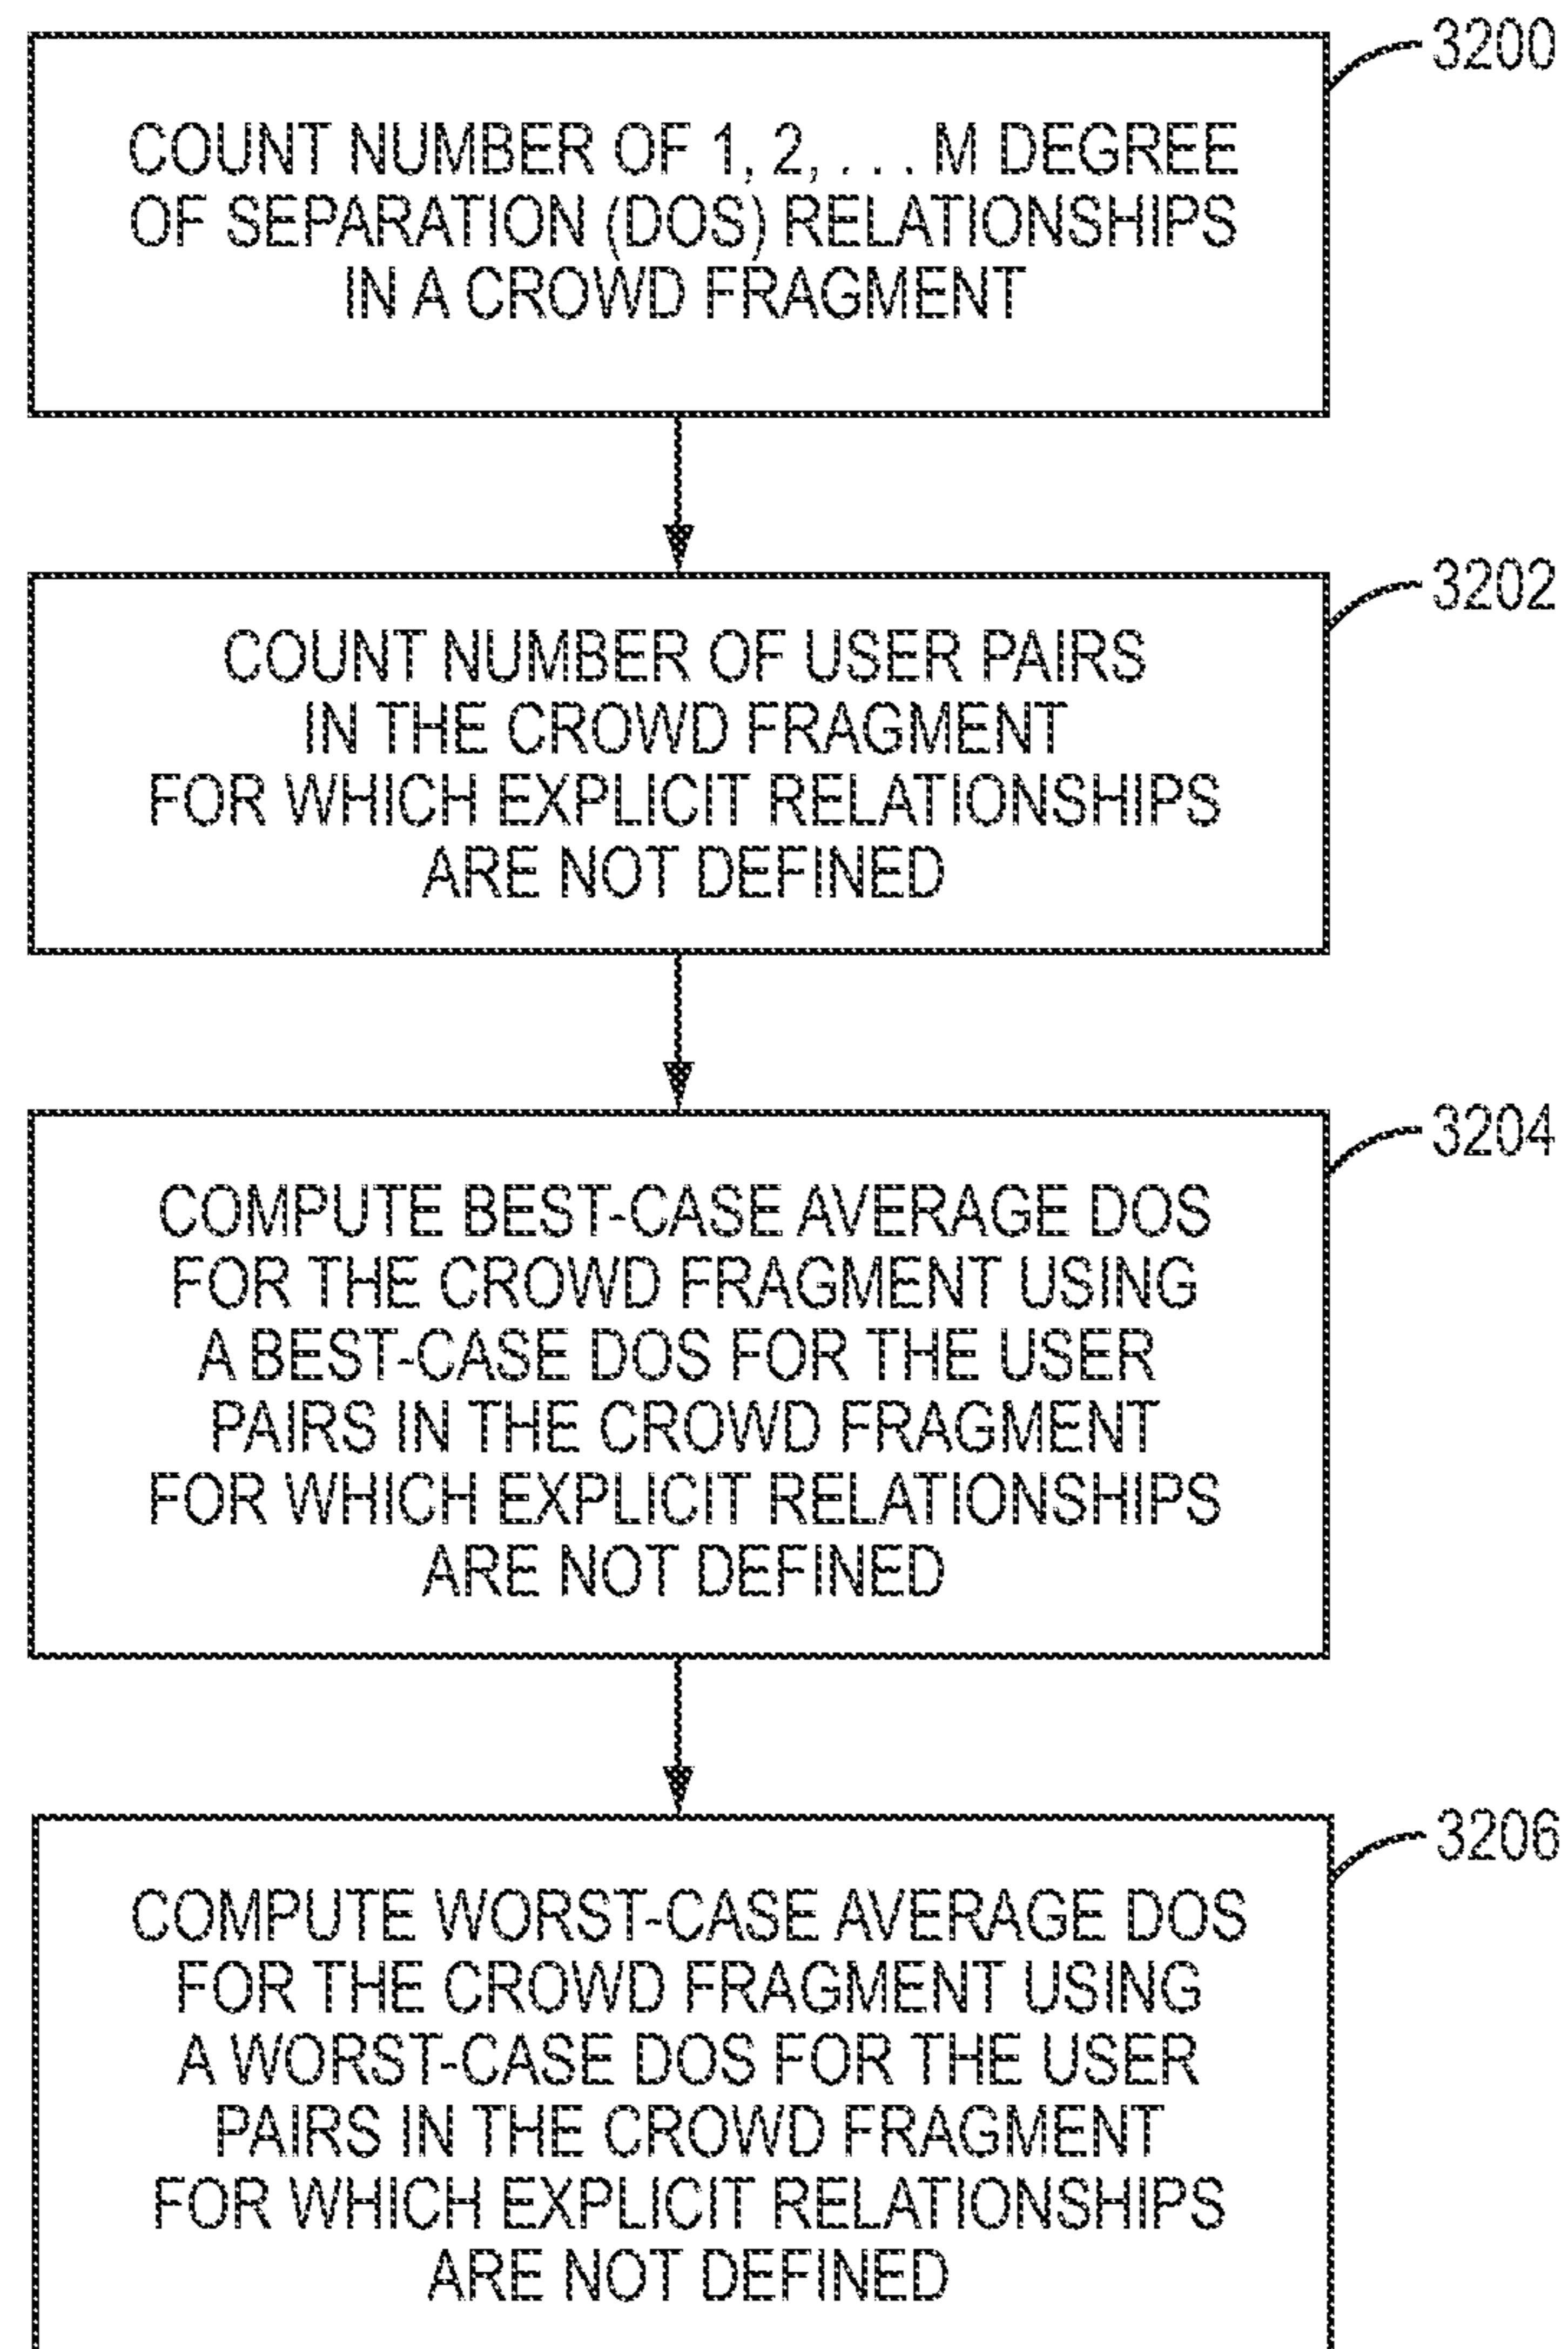 3200
COUNT NUMBER OF 1, 2, . . . M DEGREE
OF SEPARATION (DOS) RELATIONSHIPS
IN A CROWD FRAGMENT
3202
COUNT NUMBER OF USER PAIRS
IN THE CROWD FRAGMENT
FOR WHICH EXPLICIT RELATIONSHIPS
ARE NOT DEFINED
3204
COMPUTE BEST-CASE AVERAGE DOS
FOR THE CROWD FRAGMENT USING
A BEST-CASE DOS FOR THE USER
PAIRS IN THE CROWD FRAGMENT
FOR WHICH EXPLICIT RELATIONSHIPS
ARE NOT DEFINED
3206
COMPUTE WORST-CASE AVERAGE DOS
FOR THE CROWD FRAGMENT USING
A WORST-CASE DOS FOR THE USER
PAIRS IN THE CROWD FRAGMENT
FOR WHICH EXPLICIT RELATIONSHIPS
ARE NOT DEFINED